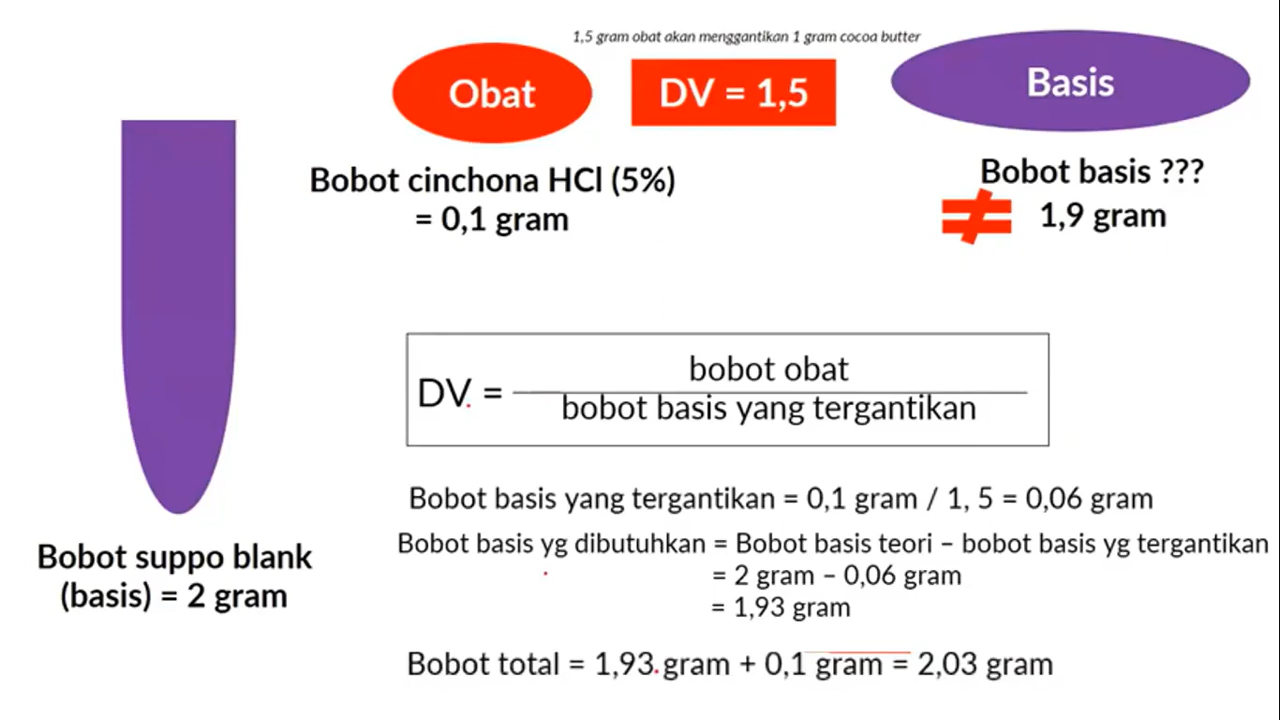 1,5 gram obat akan menggantikan 1 gram cocoa butter
Obat
DV = 1,5
Basis
Bobot cinchona HCl (5%)
= 0,1 gram
Bobot basis ???
≠ 1,9 gram
DV = bobot obat
bobot basis yang tergantikan
Bobot suppo blank
(basis) = 2 gram
Bobot basis yang tergantikan = 0,1 gram / 1, 5 = 0,06 gram
Bobot basis yg dibutuhkan = Bobot basis teori – bobot basis yg tergantikan
= 2 gram – 0,06 gram
= 1,93 gram
Bobot total = 1,93 gram + 0,1 gram = 2,03 gram